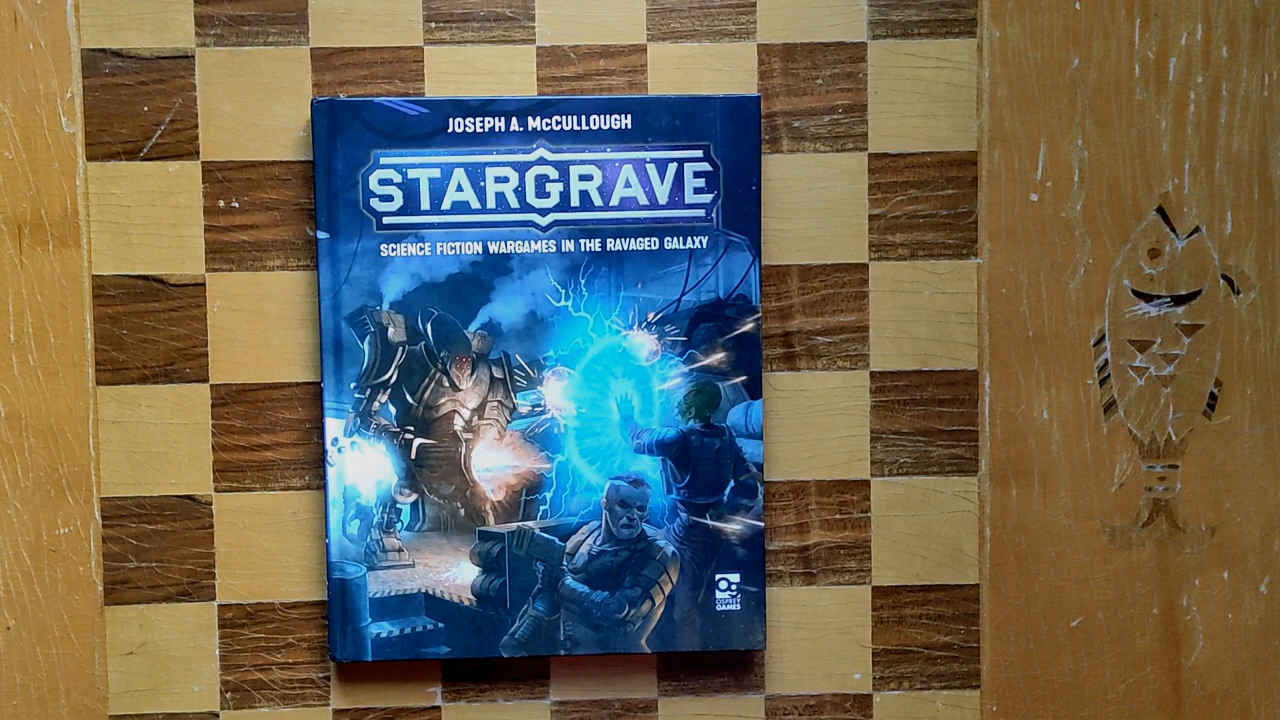 JOSEPH A. McCULLOUGH
STARGRAVE
SCIENCE FICTION WARGAMES IN THE RAVAGED GALAXY
OSPREY
GAMES